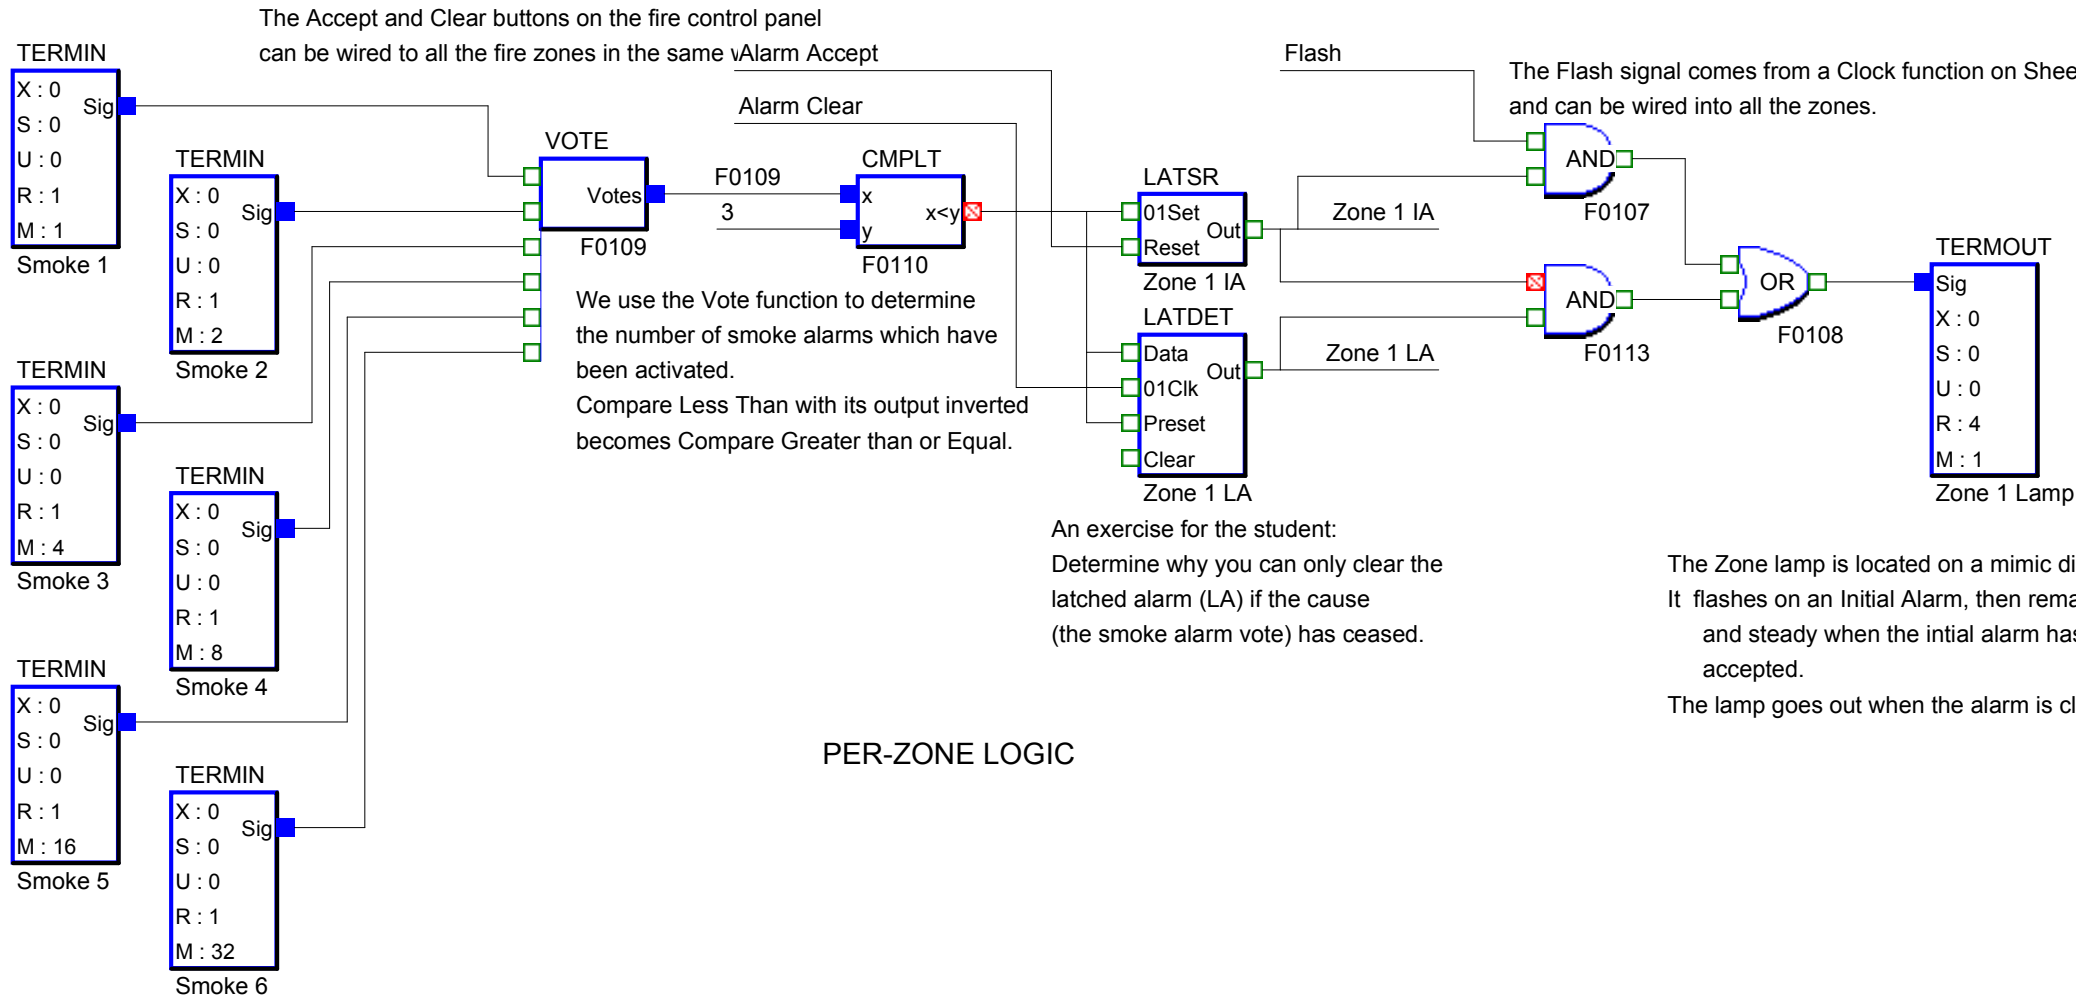 The Accept and Clear buttons on the fire control panel
can be wired to all the fire zones in the same
Alarm Accept
Alarm Clear
Flash
The Flash signal comes from a Clock function on Shee
and can be wired into all the zones.
TERMIN
X : 0
Sig
S : 0
U : 0
R : 1
M : 1
Smoke 1
TERMIN
X : 0
Sig
S : 0
U : 0
R : 1
M : 2
Smoke 2
TERMIN
X : 0
Sig
S : 0
U : 0
R : 1
M : 4
Smoke 3
TERMIN
X : 0
Sig
S : 0
U : 0
R : 1
M : 8
Smoke 4
TERMIN
X : 0
Sig
S : 0
U : 0
R : 1
M : 16
Smoke 5
TERMIN
X : 0
Sig
S : 0
U : 0
R : 1
M : 32
Smoke 6
VOTE
Votes
F0109
We use the Vote function to determine
the number of smoke alarms which have
been activated.
Compare Less Than with its output inverted
becomes Compare Greater than or Equal.
F0109
3
CMPLT
x
x<y
y
F0110
LATSR
01Set
Out
Reset
Zone 1 IA
LATDET
Data
Out
01Clk
Preset
Clear
Zone 1 LA
An exercise for the student:
Determine why you can only clear the
latched alarm (LA) if the cause
(the smoke alarm vote) has ceased.
Zone 1 IA
Zone 1 LA
AND
F0107
AND
F0113
OR
F0108
TERMOUT
Sig
X : 0
S : 0
U : 0
R : 4
M : 1
Zone 1 Lamp
The Zone lamp is located on a mimic di
It flashes on an Initial Alarm, then rema
and steady when the intial alarm has
accepted.
The lamp goes out when the alarm is cl
PER-ZONE LOGIC